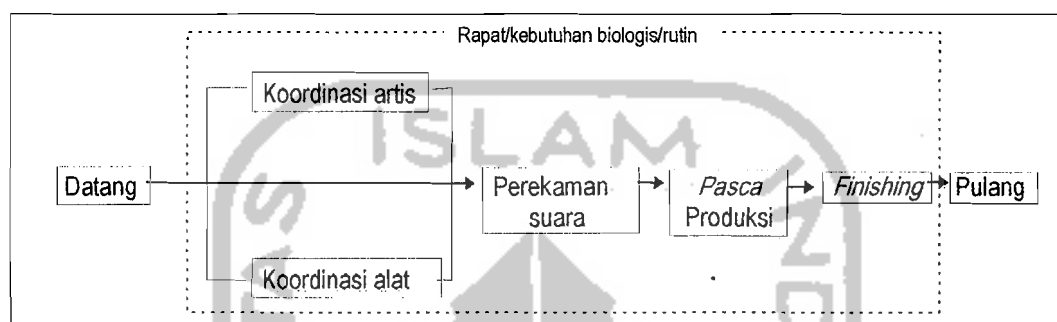 Rapat/kebutuhan biologis/rutin
Koordinasi artis
Datang
Perekaman
suara
Pasca
Produksi
Finishing
Pulang
Koordinasi alat
ISLAM